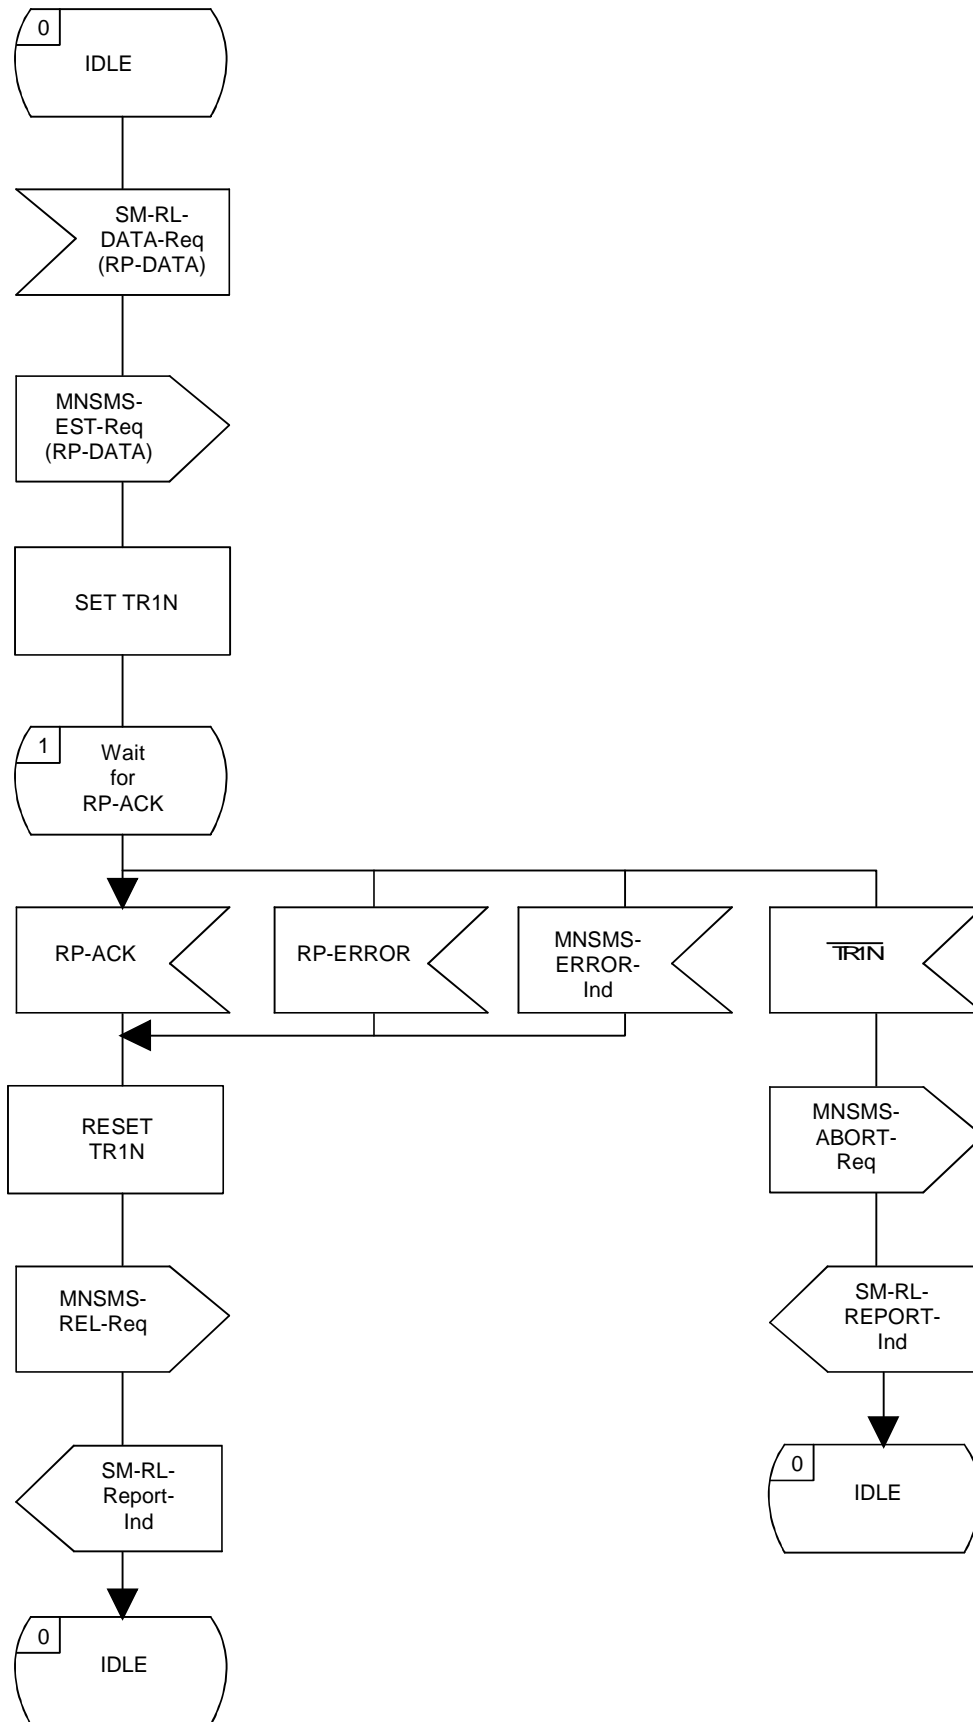 0
IDLE
SM-RL-
DATA-Req
(RP-DATA)
MNSMS-
EST-Req
(RP-DATA)
SET TR1N
1
Wait
for
RP-ACK
RP-ACK
RP-ERROR
MNSMS-
ERROR-
Ind
TR1N
RESET
TR1N
MNSMS-
ABORT-
Req
MNSMS-
REL-Req
SM-RL-
REPORT-
Ind
SM-RL-
Report-
Ind
0
IDLE
0
IDLE